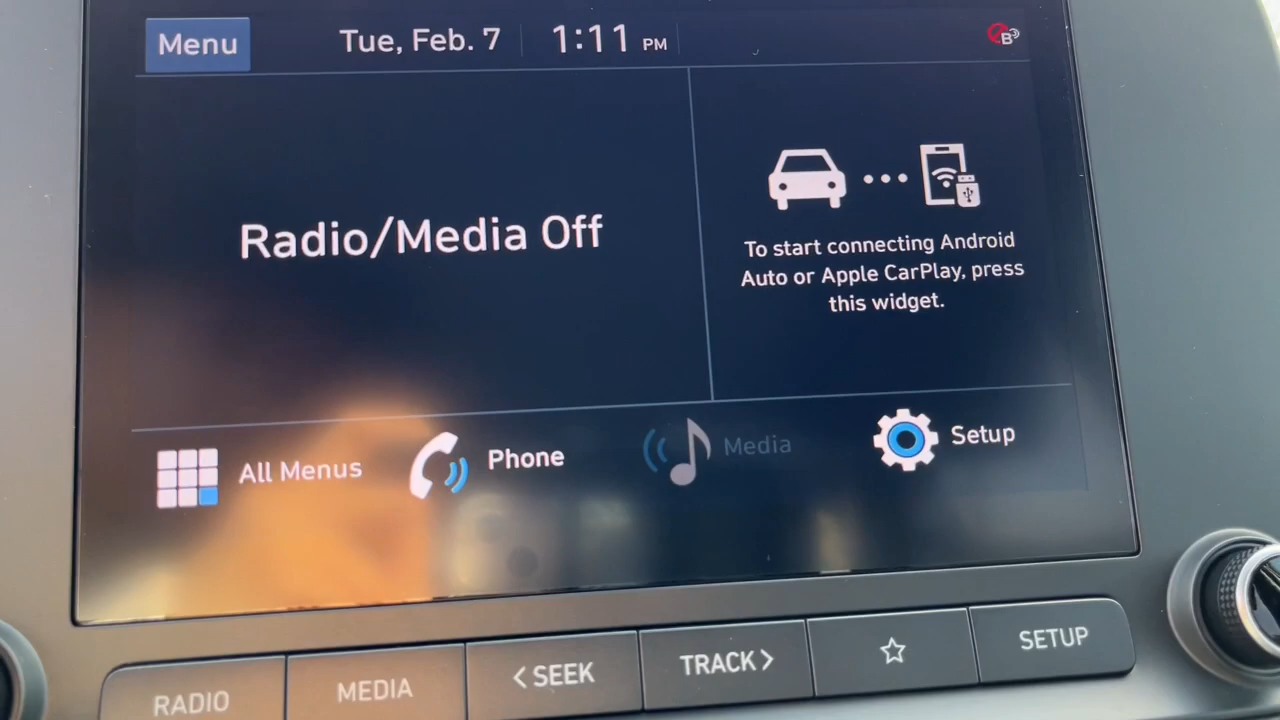 Menu
Tue, Feb. 7
1:11 PM
B
Radio/Media Off
To start connecting Android
Auto or Apple CarPlay, press
this widget.
All Menus
Phone
Media
Setup
RADIO
MEDIA
<SEEK
TRACK>
SETUP